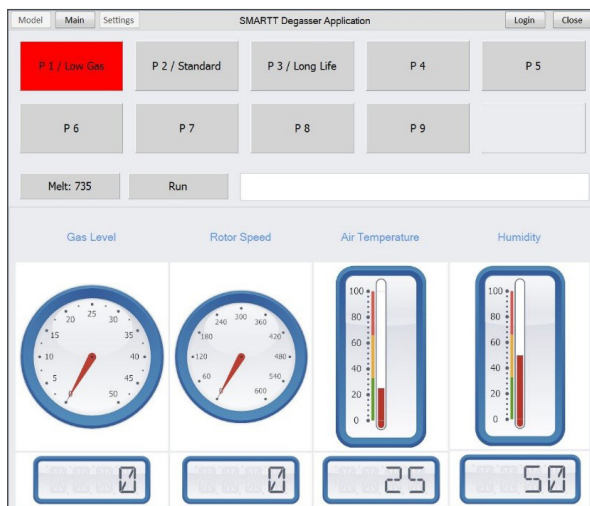 Model Main Settings SMARTT Degasser Application Login Close
P 1 / Low Gas P 2 / Standard P 3 / Long Life P 4 P 5
P 6 P 7 P 8 P 9
Melt: 735 Run
Gas Level Rotor Speed Air Temperature Humidity
0 5 10 15 20 25 30 35 40 45 50
0 60 120 180 240 300 360 420 480 540 600
100 80 60 40 20 0
100 80 60 40 20 0
0 0 25 50